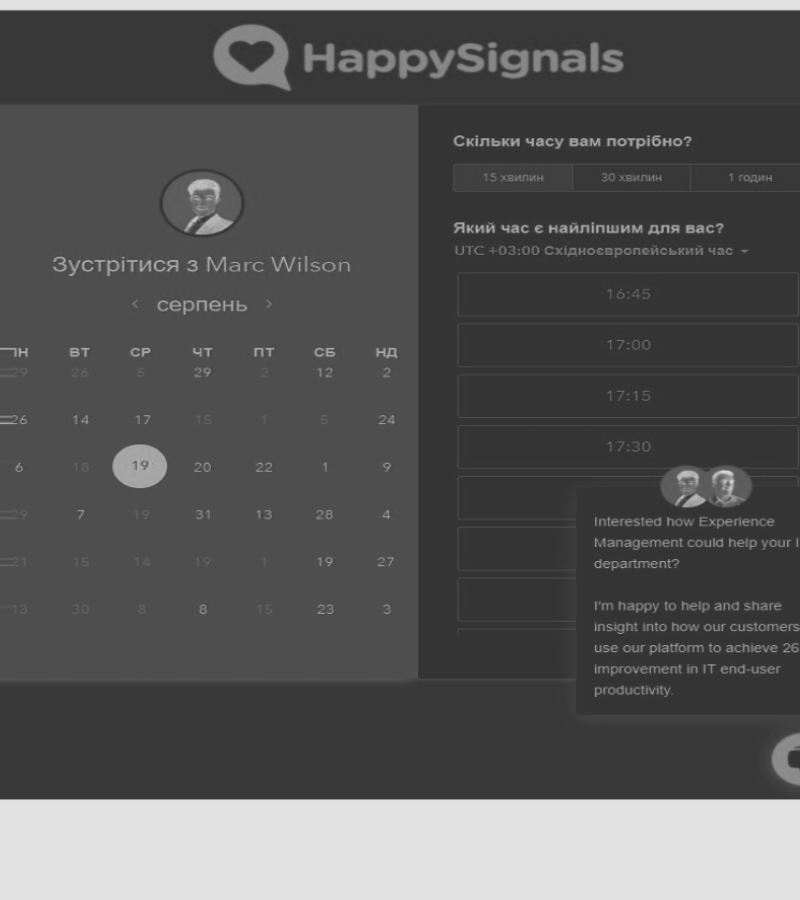 HappySignals
Зустрітися з Marc Wilson
серпень
ПН ВТ СР ЧТ ПТ СБ НД
29 26 5 29 2 12 2
26 14 17 15 1 5 24
6 18 19 20 22 1 9
29 7 19 31 13 28 4
21 15 14 19 1 19 27
13 30 8 8 15 23 3
Скільки часу вам потрібно?
15 хвилин 30 хвилин 1 годин
Який час є найліпшим для вас?
UTC +03:00 Східноєвропейський час
16:45
17:00
17:15
17:30
Interested how Experience
Management could help your I
department?
I'm happy to help and share
insight into how our customers
use our platform to achieve 26
improvement in IT end-user
productivity.